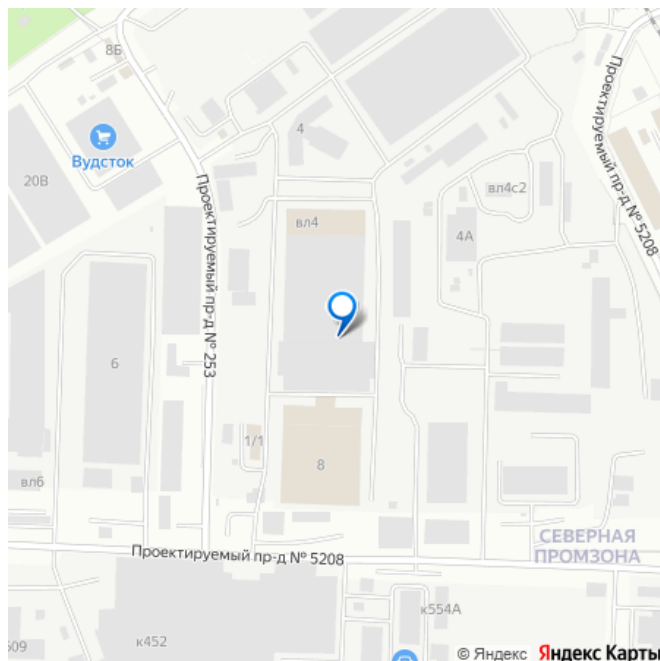 8Б
Вудсток
20В
4
Проектируемый пр-д № 5208
вл4с2
4А
вл4
Проектируемый пр-д № 253
6
1/1
8
вл6
СЕВЕРНАЯ
ПРОМЗОНА
Проектируемый пр-д № 5208
к554А
к452
509
© Яндекс Яндекс Карты